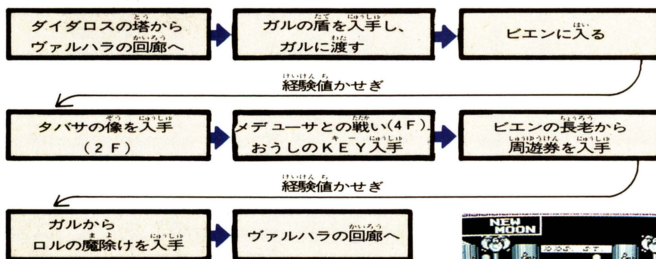 ダイダロスの塔から
ヴァルハラの回廊へ
ガルの盾を入手し、
ガルに渡す
ビエンに入る
経験値かせぎ
タバサの像を入手
(2F)
メデューサとの戦い(4F)
おうしのKEY入手
ビエンの長老から
周遊券を入手
経験値かせぎ
ガルから
ロルの魔除けを入手
ヴァルハラの回廊へ
NEW
MOON